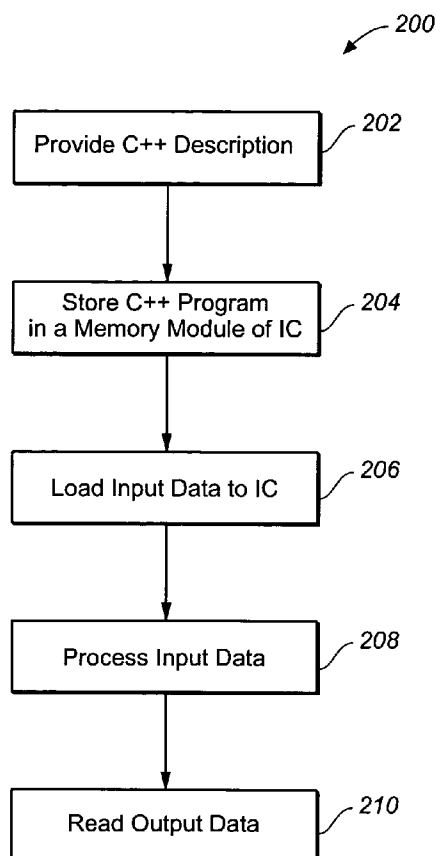 200
Provide C++ Description
202
Store C++ Program
in a Memory Module of IC
204
Load Input Data to IC
206
Process Input Data
208
Read Output Data
210